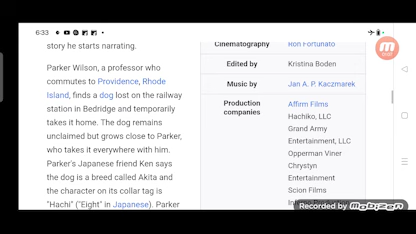 6:33
story he starts narrating.
Parker Wilson, a professor who
commutes to Providence, Rhode
Island, finds a dog lost on the railway
station in Bedridge and temporarily
takes it home. The dog remains
unclaimed but grows close to Parker,
who takes it everywhere with him.
Parker's Japanese friend Ken says
the dog is a breed called Akita and
the character on its collar tag is
"Hachi" ("Eight" in Japanese). Parker
Cinematography Ron Fortunato
Edited by Kristina Boden
Music by Jan A. P. Kaczmarek
Production
companies
Affirm Films
Hachiko, LLC
Grand Army
Entertainment, LLC
Opperman Viner
Chrystyn
Entertainment
Scion Films
Recorded by Mobizen